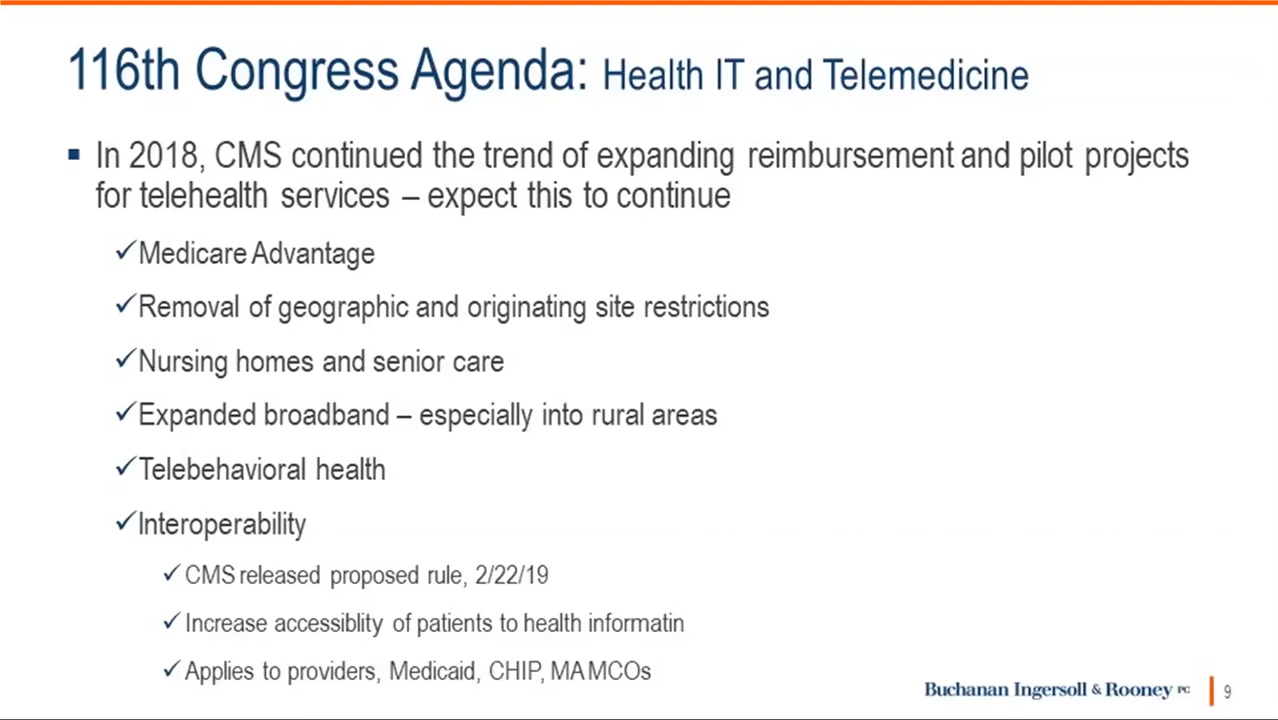 116th Congress Agenda: Health IT and Telemedicine
▪ In 2018, CMS continued the trend of expanding reimbursement and pilot projects
for telehealth services – expect this to continue
✓Medicare Advantage
✓Removal of geographic and originating site restrictions
✓Nursing homes and senior care
✓Expanded broadband – especially into rural areas
✓Telebehavioral health
✓Interoperability
✓CMS released proposed rule, 2/22/19
✓Increase accessiblity of patients to health informatin
✓Applies to providers, Medicaid, CHIP, MA MCOs
Buchanan Ingersoll & Rooney PC
9